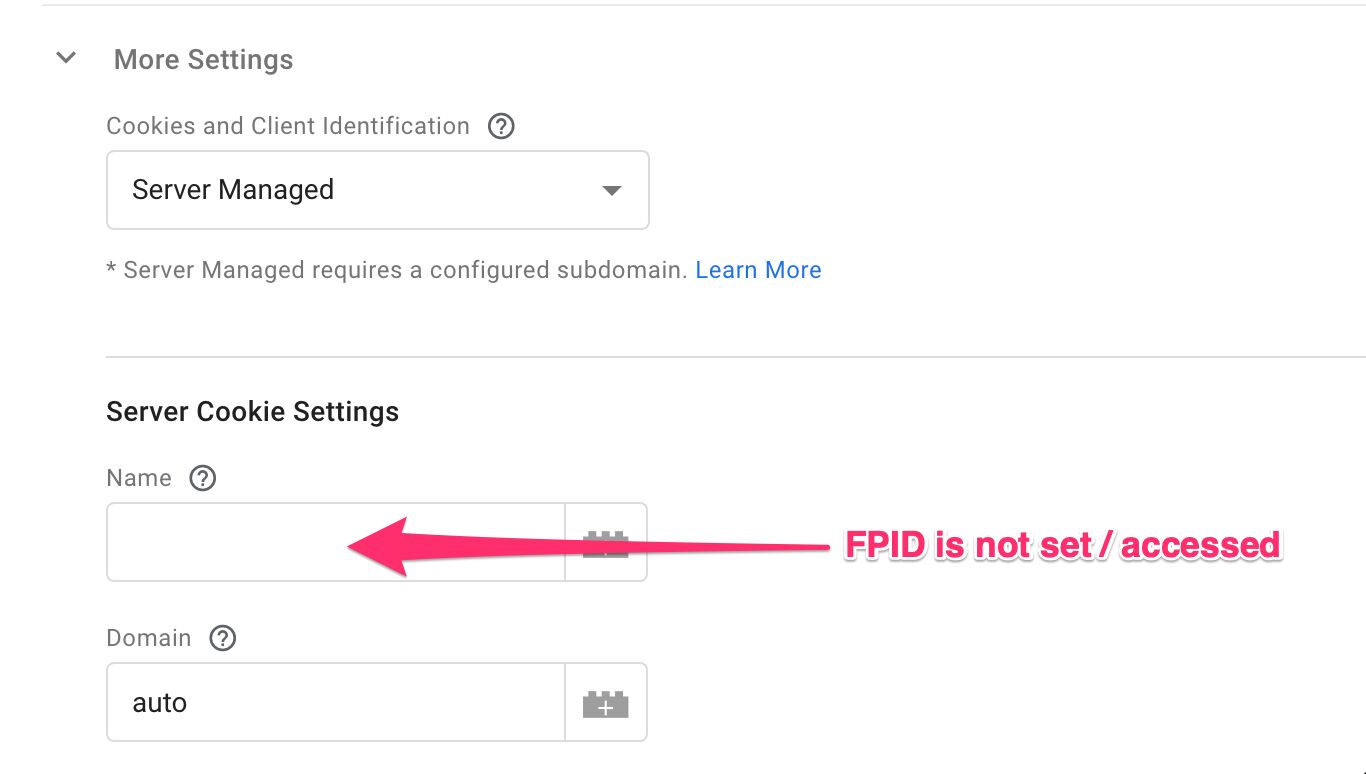 More Settings
Cookies and Client Identification
Server Managed
* Server Managed requires a configured subdomain. Learn More
Server Cookie Settings
Name
FPID is not set / accessed
Domain
auto